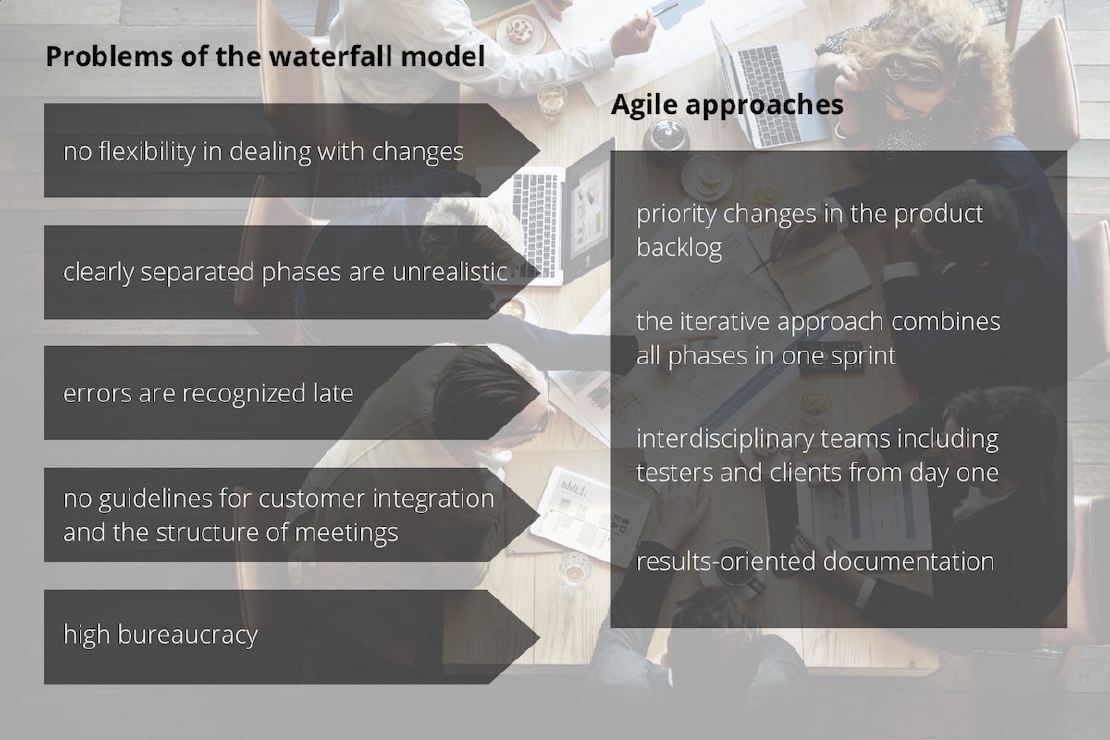 Problems of the waterfall model
no flexibility in dealing with changes
clearly separated phases are unrealistic
errors are recognized late
no guidelines for customer integration
and the structure of meetings
high bureaucracy
Agile approaches
priority changes in the product
backlog
the iterative approach combines
all phases in one sprint
interdisciplinary teams including
testers and clients from day one
results-oriented documentation